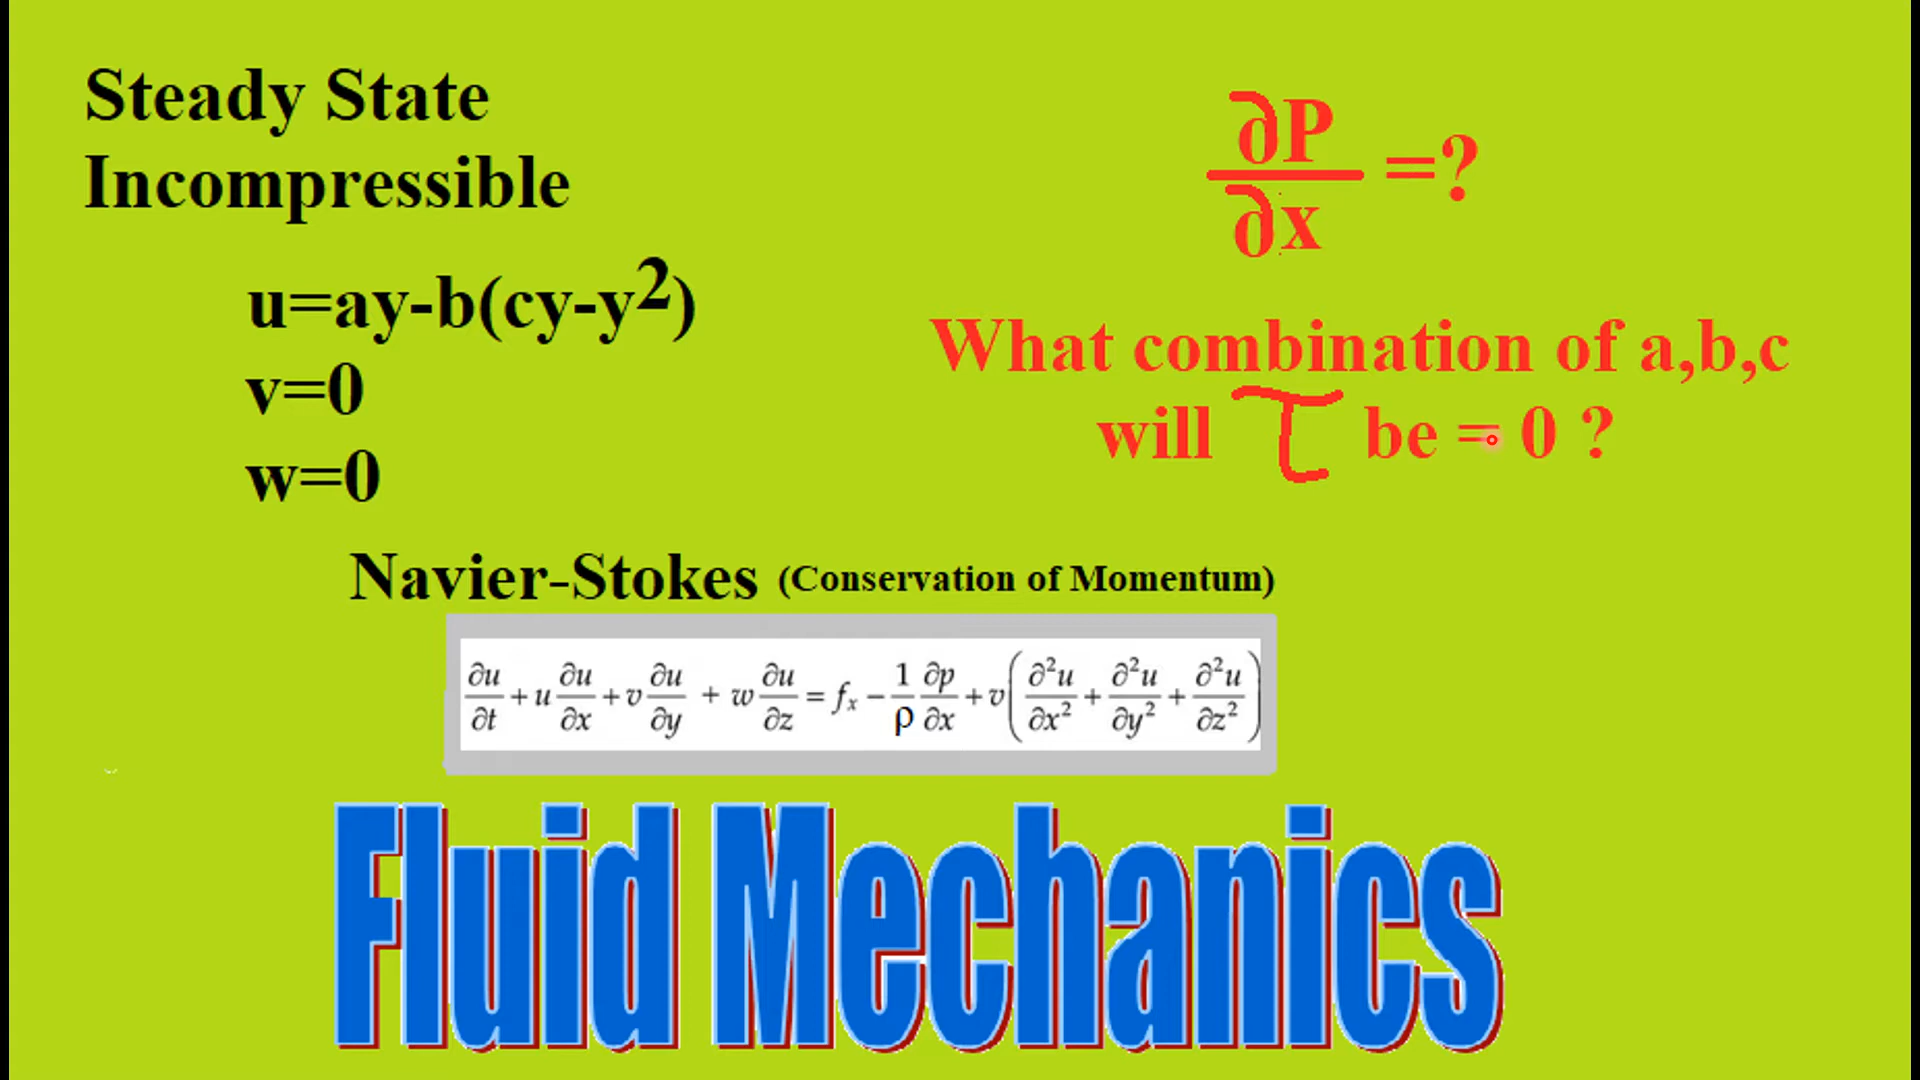 Steady State
Incompressible
u=ay-b(cy-y²)
v=0
w=0
∂P/∂x =?
What combination of a,b,c
will τ be = 0 ?
Navier-Stokes (Conservation of Momentum)
∂u/∂t + u ∂u/∂x + v ∂u/∂y + w ∂u/∂z = fₓ − 1/ρ ∂p/∂x + υ(∂²u/∂x² + ∂²u/∂y² + ∂²u/∂z²)
Fluid Mechanics